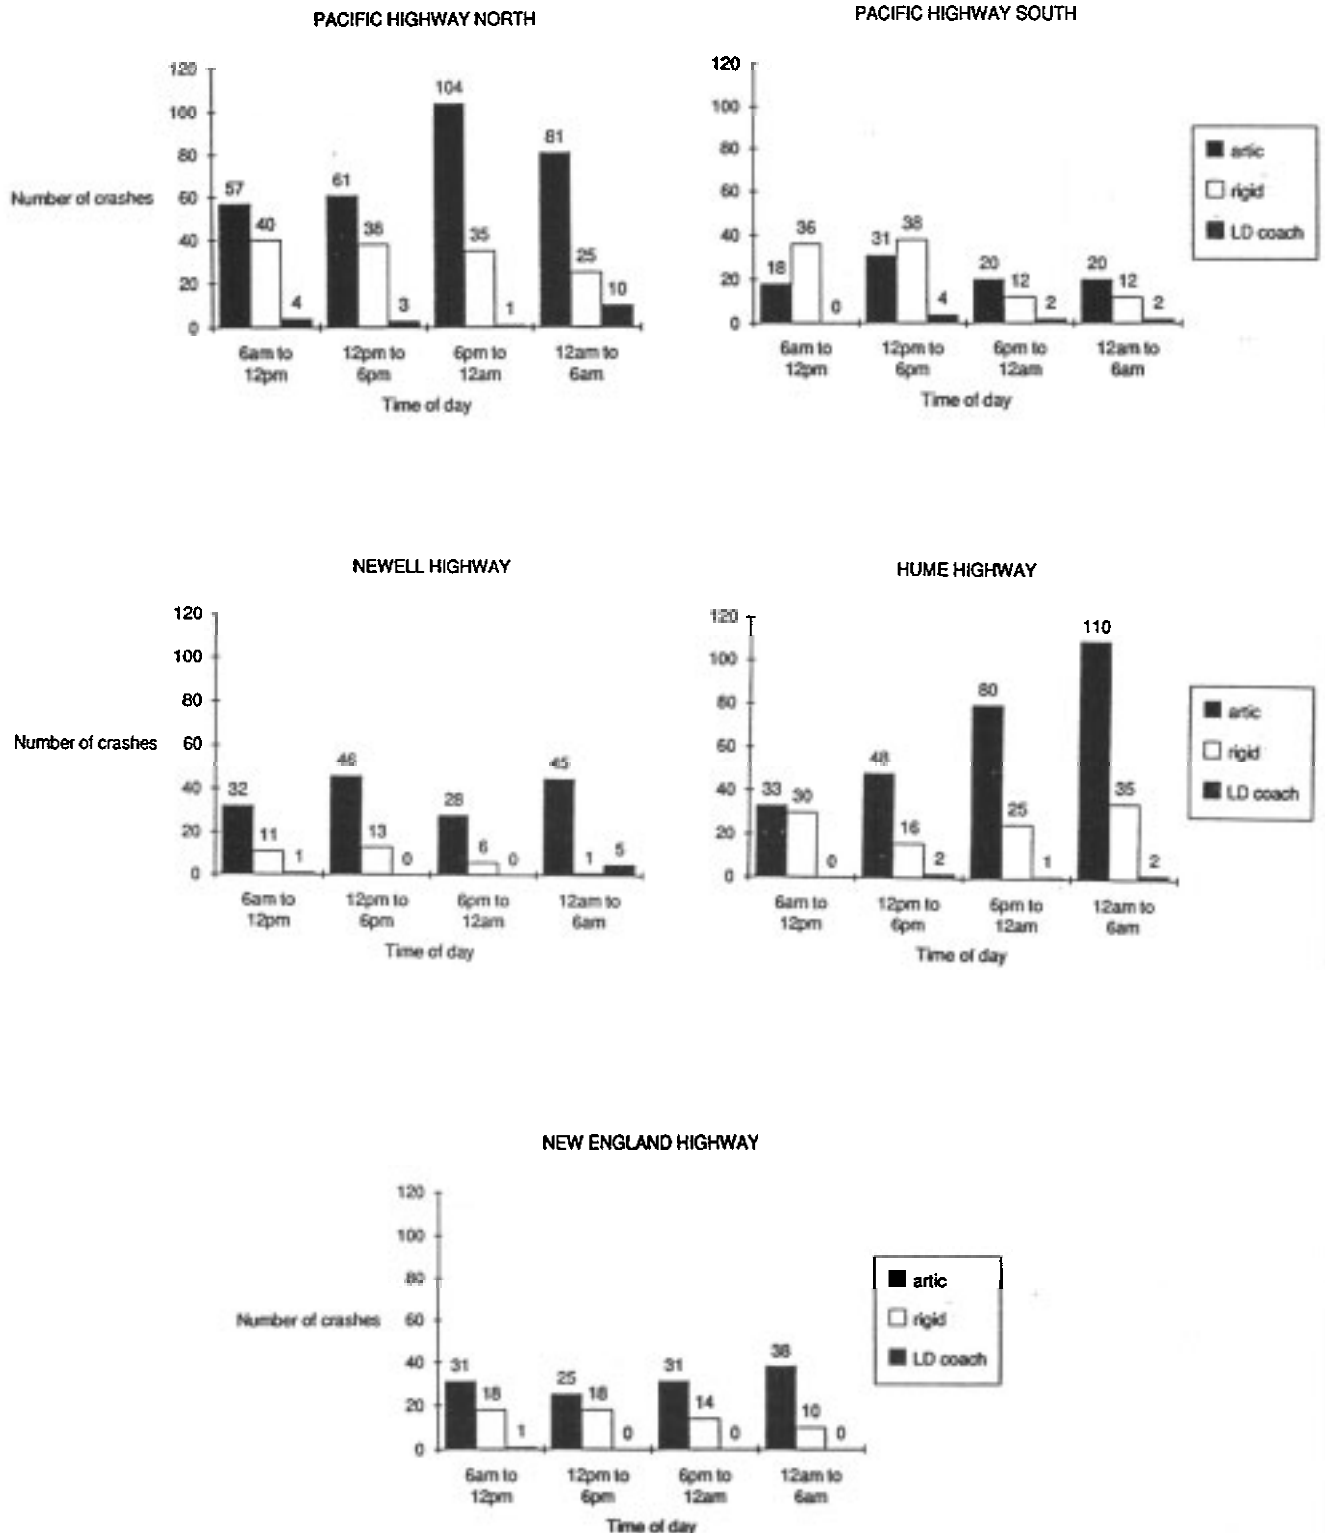 PACIFIC HIGHWAY NORTH
120
100
80
60
40
20
0
Number of crashes
57
40
4
61
38
3
104
35
1
81
25
10
6am to
12pm
12pm to
6pm
6pm to
12am
12am to
6am
Time of day
PACIFIC HIGHWAY SOUTH
120
100
80
60
40
20
0
18
36
0
31
38
4
20
12
2
20
12
2
6am to
12pm
12pm to
6pm
6pm to
12am
12am to
6am
Time of day
artic
rigid
LD coach
NEWELL HIGHWAY
120
100
80
60
40
20
0
Number of crashes
32
11
1
46
13
0
28
6
0
45
1
5
6am to
12pm
12pm to
6pm
6pm to
12am
12am to
6am
Time of day
HUME HIGHWAY
120
100
80
60
40
20
0
33
30
0
48
16
2
80
25
1
110
35
2
6am to
12pm
12pm to
6pm
6pm to
12am
12am to
6am
Time of day
artic
rigid
LD coach
NEW ENGLAND HIGHWAY
120
100
80
60
40
20
0
Number of crashes
31
18
1
25
18
0
31
14
0
38
10
0
6am to
12pm
12pm to
6pm
6pm to
12am
12am to
6am
Time of day
artic
rigid
LD coach